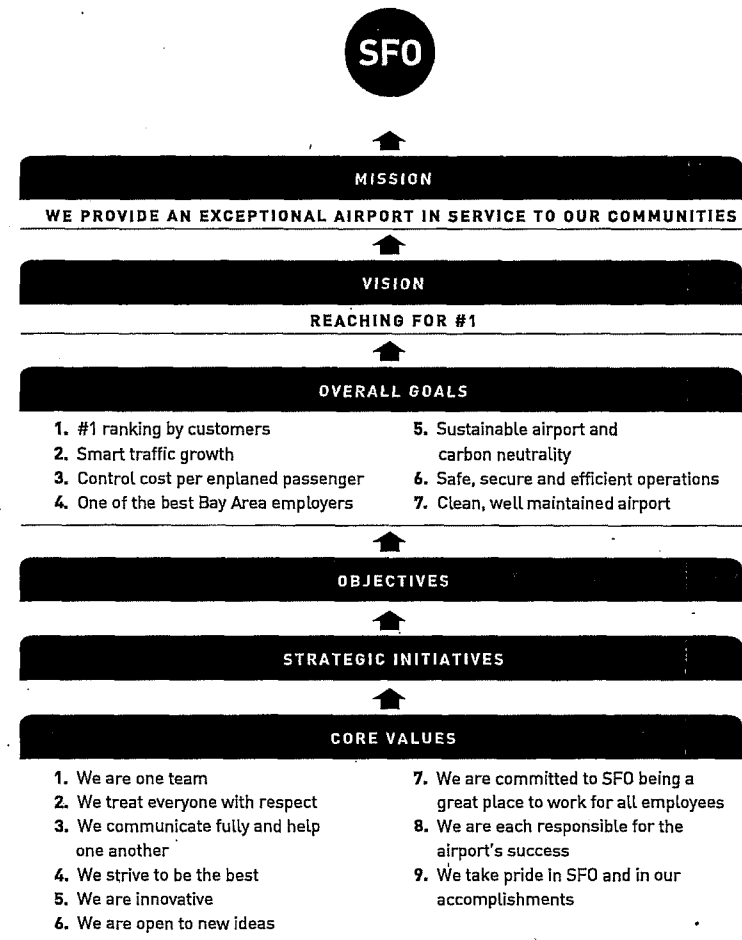 SFO
MISSION
WE PROVIDE AN EXCEPTIONAL AIRPORT IN SERVICE TO OUR COMMUNITIES
VISION
REACHING FOR #1
OVERALL GOALS
1. #1 ranking by customers
2. Smart traffic growth
3. Control cost per enplaned passenger
4. One of the best Bay Area employers
5. Sustainable airport and
carbon neutrality
6. Safe, secure and efficient operations
7. Clean, well maintained airport
OBJECTIVES
STRATEGIC INITIATIVES
CORE VALUES
1. We are one team
2. We treat everyone with respect
3. We communicate fully and help
one another
4. We strive to be the best
5. We are innovative
6. We are open to new ideas
7. We are committed to SFO being a
great place to work for all employees
8. We are each responsible for the
airport's success
9. We take pride in SFO and in our
accomplishments